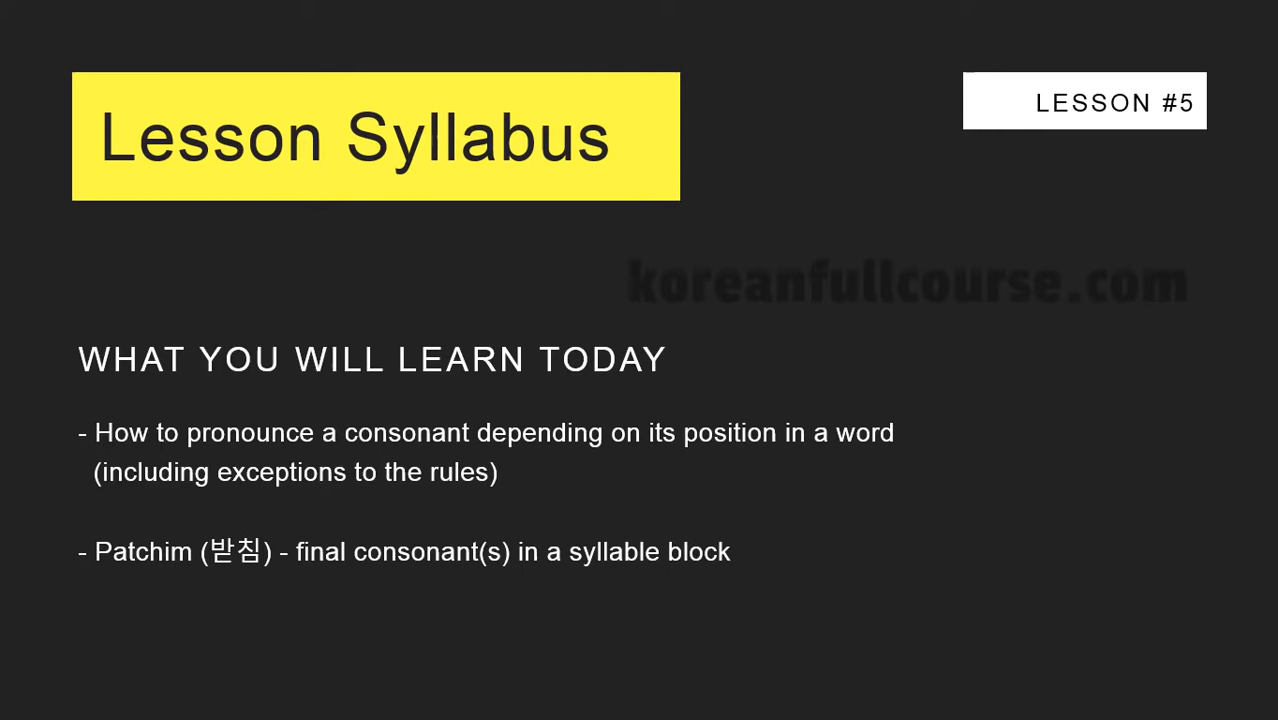 Lesson Syllabus
LESSON #5
koreanfullcourse.com
WHAT YOU WILL LEARN TODAY
- How to pronounce a consonant depending on its position in a word
(including exceptions to the rules)
- Patchim (받침) - final consonant(s) in a syllable block